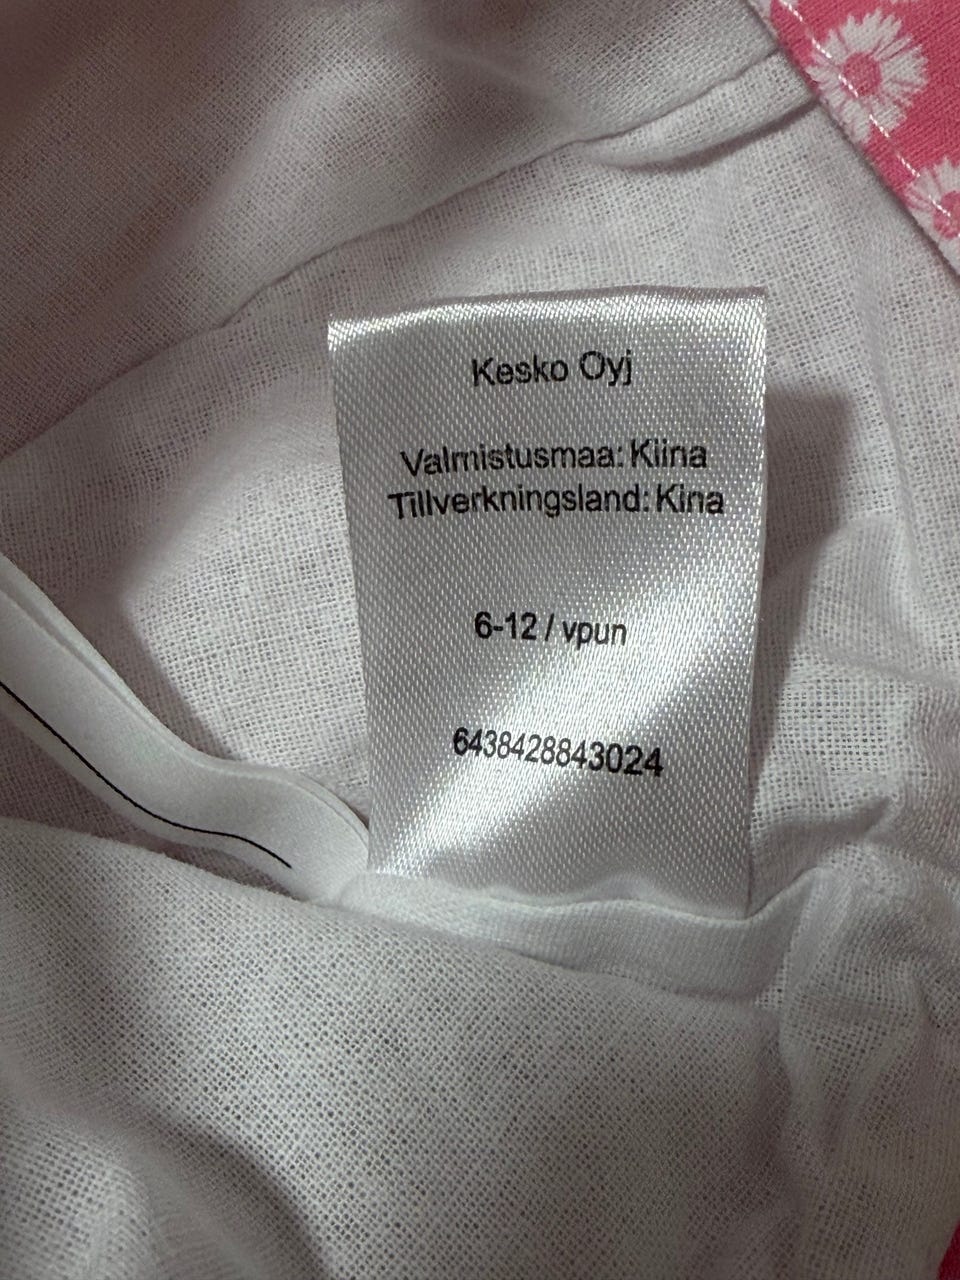 Kesko Oyj
Valmistusmaa: Kiina
Tillverkningsland: Kina
6-12 / vpun
6438428843024